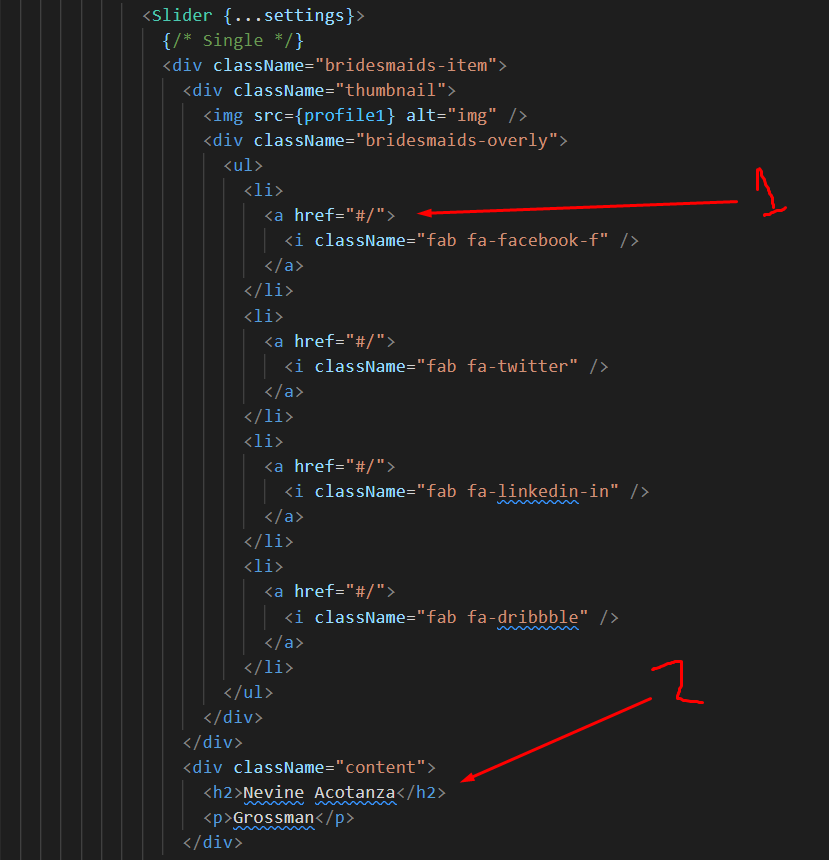 <Slider {...settings}>
{/* Single */}
<div className="bridesmaids-item">
<div className="thumbnail">
<img src={profile1} alt="img" />
<div className="bridesmaids-overly">
<ul>
<li>
<a href="#/">
1
<i className="fab fa-facebook-f" />
</a>
</li>
<li>
<a href="#/">
<i className="fab fa-twitter" />
</a>
</li>
<li>
<a href="#/">
<i className="fab fa-linkedin-in" />
</a>
</li>
<li>
<a href="#/">
<i className="fab fa-dribbble" />
</a>
</li>
2
</ul>
</div>
</div>
<div className="content">
<h2>Nevine Acotanza</h2>
<p>Grossman</p>
</div>